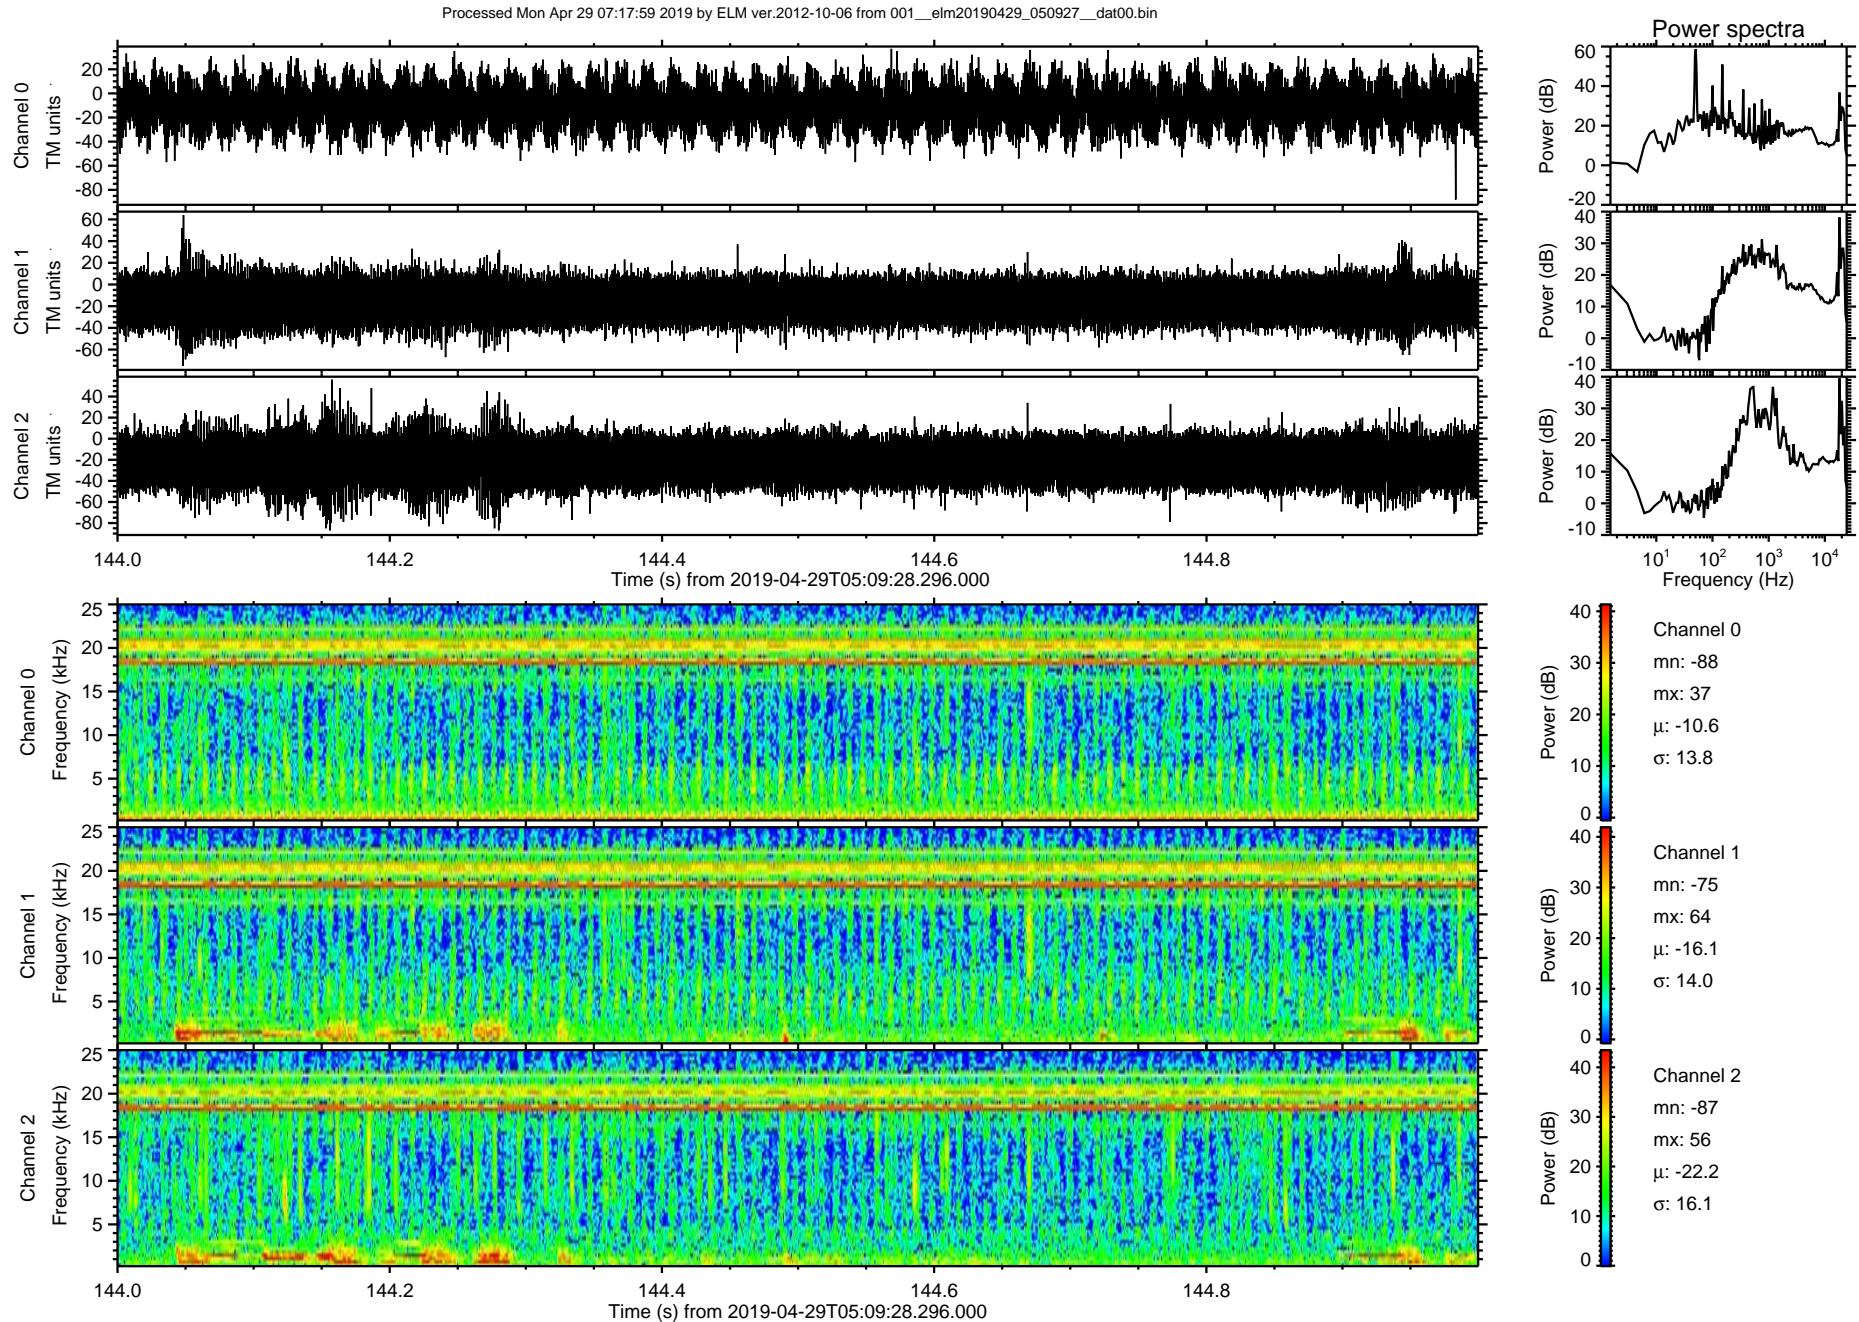 Processed Mon Apr 29 07:17:59 2019 by ELM ver.2012-10-06 from 001__elm20190429_050927__dat00.bin
Power spectra
Channel 0
TM units
20
0
-20
-40
-60
-80
Power (dB)
60
40
20
0
-20
Channel 1
TM units
60
40
20
0
-20
-40
-60
Power (dB)
40
30
20
10
0
-10
Channel 2
TM units
40
20
0
-20
-40
-60
-80
Power (dB)
40
30
20
10
0
-10
144.0 144.2 144.4 144.6 144.8
Time (s) from 2019-04-29T05:09:28.296.000
10¹ 10² 10³ 10⁴
Frequency (Hz)
Channel 0
Frequency (kHz)
25
20
15
10
5
Power (dB)
40
30
20
10
0
Channel 0
mn: -88
mx: 37
μ: -10.6
σ: 13.8
Channel 1
Frequency (kHz)
25
20
15
10
5
Power (dB)
40
30
20
10
0
Channel 1
mn: -75
mx: 64
μ: -16.1
σ: 14.0
Channel 2
Frequency (kHz)
25
20
15
10
5
Power (dB)
40
30
20
10
0
Channel 2
mn: -87
mx: 56
μ: -22.2
σ: 16.1
144.0 144.2 144.4 144.6 144.8
Time (s) from 2019-04-29T05:09:28.296.000